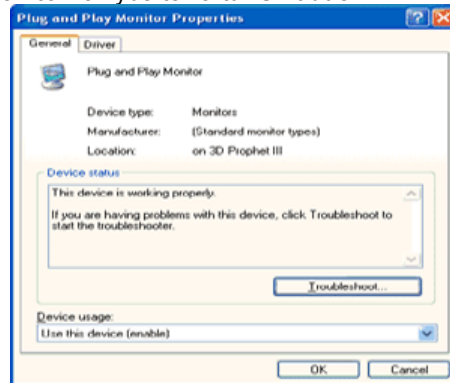 Plug and Play Monitor Properties
General Driver
Plug and Play Monitor
Device type: Monitors
Manufacturer: (Standard monitor types)
Location: on 3D Prophet III
Device status
This device is working properly.
If you are having problems with this device, click Troubleshoot to
start the troubleshooter.
Troubleshoot...
Device usage:
Use this device (enable)
OK Cancel